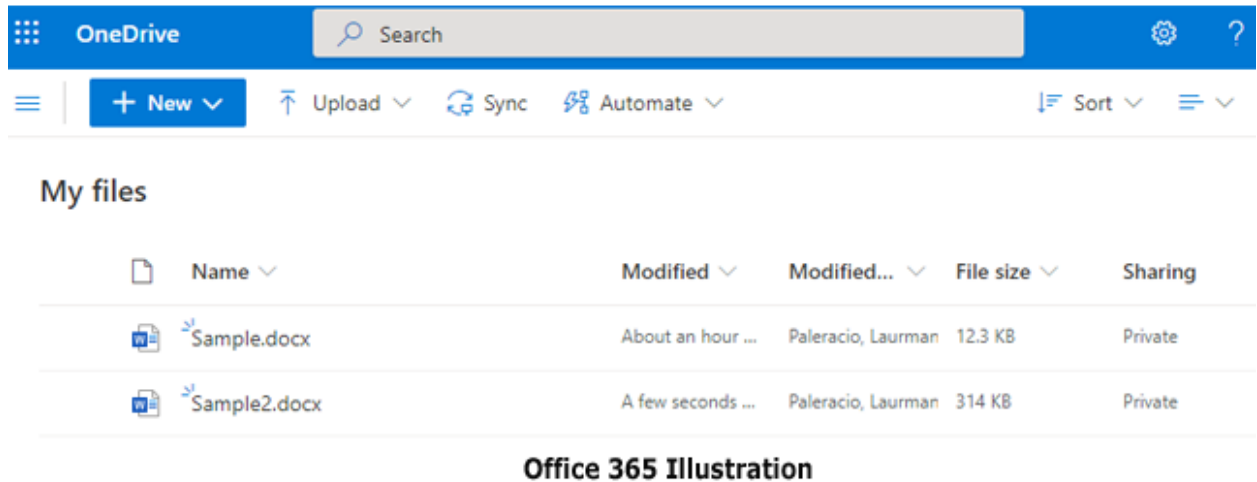 OneDrive Search ?
+ New Upload Sync Automate Sort
My files
Name Modified Modified... File size Sharing
Sample.docx About an hour ... Paleracio, Laurman 12.3 KB Private
Sample2.docx A few seconds ... Paleracio, Laurman 314 KB Private
Office 365 Illustration